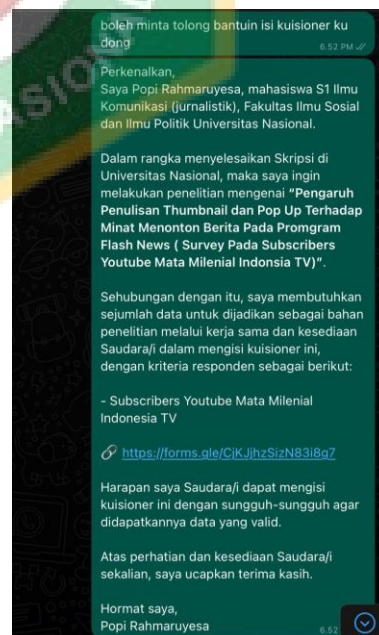 boleh minta tolong bantuin isi kuisioner ku
dong
6.52 PM
Perkenalkan,
Saya Popi Rahmaruyesa, mahasiswa S1 Ilmu
Komunikasi (jurnalistik), Fakultas Ilmu Sosial
dan Ilmu Politik Universitas Nasional.
Dalam rangka menyelesaikan Skripsi di
Universitas Nasional, maka saya ingin
melakukan penelitian mengenai “Pengaruh
Penulisan Thumbnail dan Pop Up Terhadap
Minat Menonton Berita Pada Promgram
Flash News ( Survey Pada Subscribers
Youtube Mata Milenial Indonsia TV)”.
Sehubungan dengan itu, saya membutuhkan
sejumlah data untuk dijadikan sebagai bahan
penelitian melalui kerja sama dan kesediaan
Saudara/i dalam mengisi kuisioner ini,
dengan kriteria responden sebagai berikut:
- Subscribers Youtube Mata Milenial
Indonesia TV
https://forms.gle/CjKJjhzSizN83i8g7
Harapan saya Saudara/i dapat mengisi
kuisioner ini dengan sungguh-sungguh agar
didapatkannya data yang valid.
Atas perhatian dan kesediaan Saudara/i
sekalian, saya ucapkan terima kasih.
Hormat saya,
Popi Rahmaruyesa
6.52